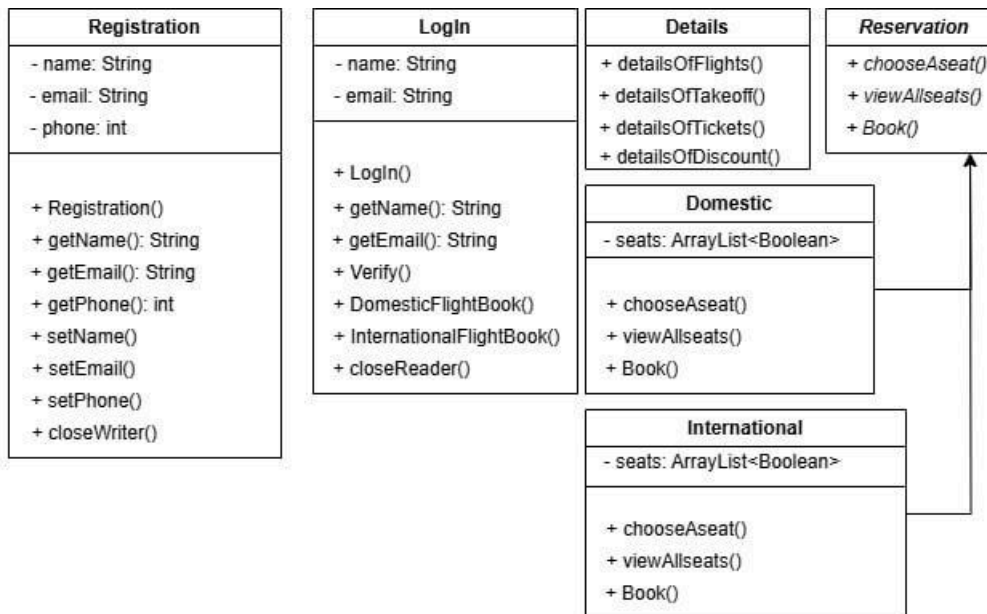 Registration
- name: String
- email: String
- phone: int
+ Registration()
+ getName(): String
+ getEmail(): String
+ getPhone(): int
+ setName()
+ setEmail()
+ setPhone()
+ closeWriter()
LogIn
- name: String
- email: String
+ LogIn()
+ getName(): String
+ getEmail(): String
+ Verify()
+ DomesticFlightBook()
+ InternationalFlightBook()
+ closeReader()
Details
+ detailsOfFlights()
+ detailsOfTakeoff()
+ detailsOfTickets()
+ detailsOfDiscount()
Reservation
+ chooseAseat()
+ viewAllseats()
+ Book()
Domestic
- seats: ArrayList<Boolean>
+ chooseAseat()
+ viewAllseats()
+ Book()
International
- seats: ArrayList<Boolean>
+ chooseAseat()
+ viewAllseats()
+ Book()